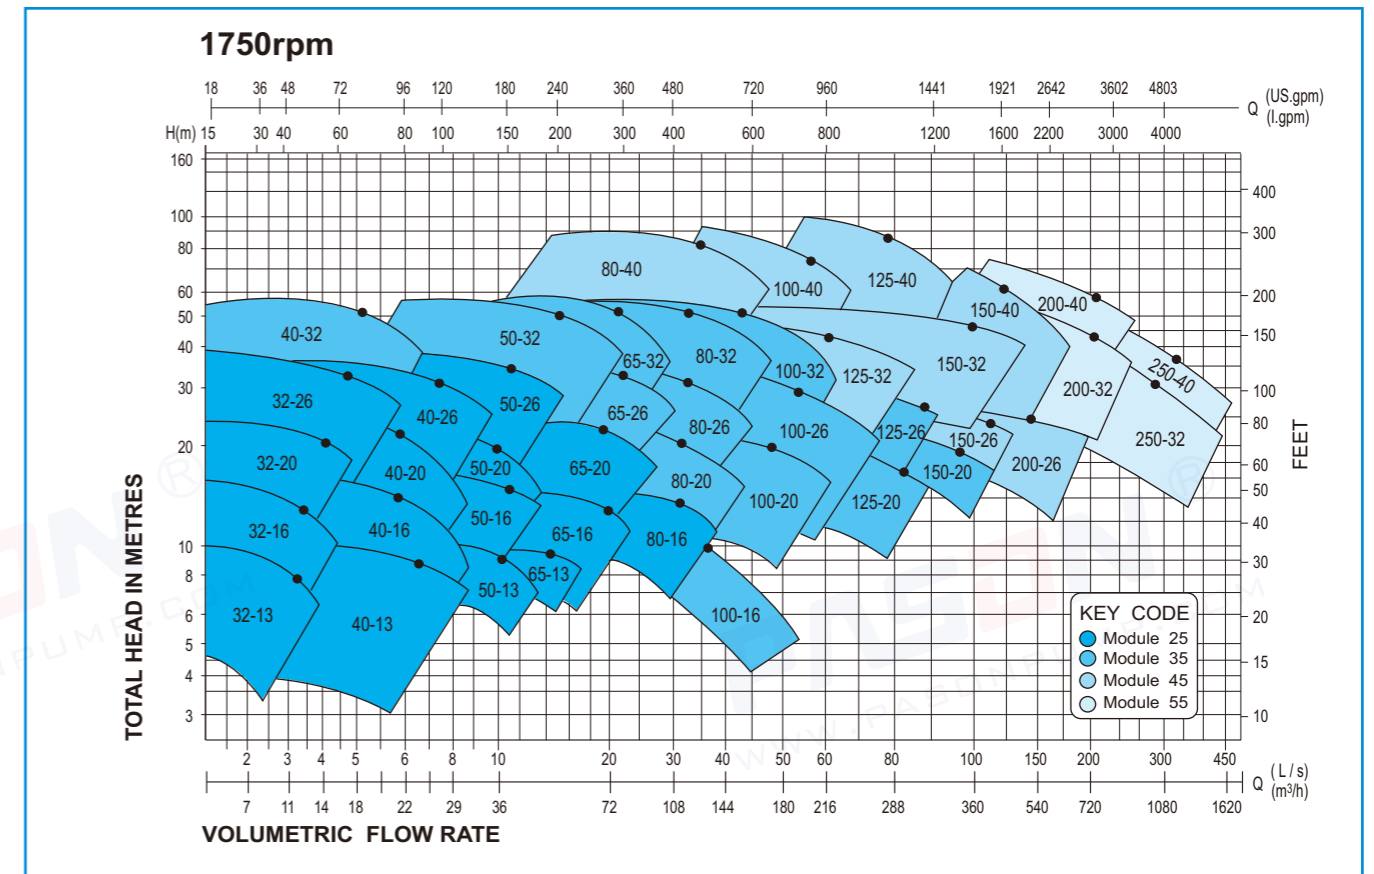 1750rpm
18 36 48 72 96 120 180 240 360 480 720 960 1441 1921 2642 3602 4803 (US.gpm)
Q (I.gpm)
H(m) 15 30 40 60 80 100 150 200 300 400 600 800 1200 1600 2200 3000 4000
160
400
100
300
80
80-40 100-40 125-40
60 200
150-40 200-40
50
40-32 50-32 150
40
65-32 80-32 100-32 125-32 150-32 250-40
30 100
32-26 40-26 50-26 65-26 80-26 100-26 125-26 150-26 200-32 80
20 250-32
32-20 40-20 50-20 65-20 80-20 100-20 125-20 150-20 200-26 60
50
32-16 40-16 50-16 65-16 80-16 40
10
30
8 65-13
50-13
6 32-13 40-13 100-16 20
5
15
4
3 10
TOTAL HEAD IN METRES
FEET
KEY CODE
Module 25
Module 35
Module 45
Module 55
2 3 4 5 6 8 10 20 30 40 50 60 80 100 150 200 300 450 (L/s)
Q (m³/h)
7 11 14 18 22 29 36 72 108 144 180 216 288 360 540 720 1080 1620
VOLUMETRIC FLOW RATE
PASON
®